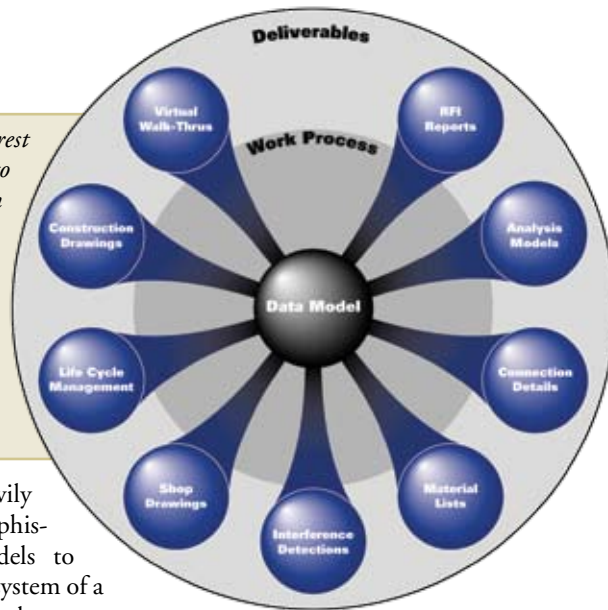 Deliverables
Virtual
Walk-Thrus
RFI
Reports
Work Process
Construction
Drawings
Analysis
Models
Data Model
Life Cycle
Management
Connection
Details
Shop
Drawings
Material
Lists
Interference
Detections
rest
vily
phis-
dels to
system of a